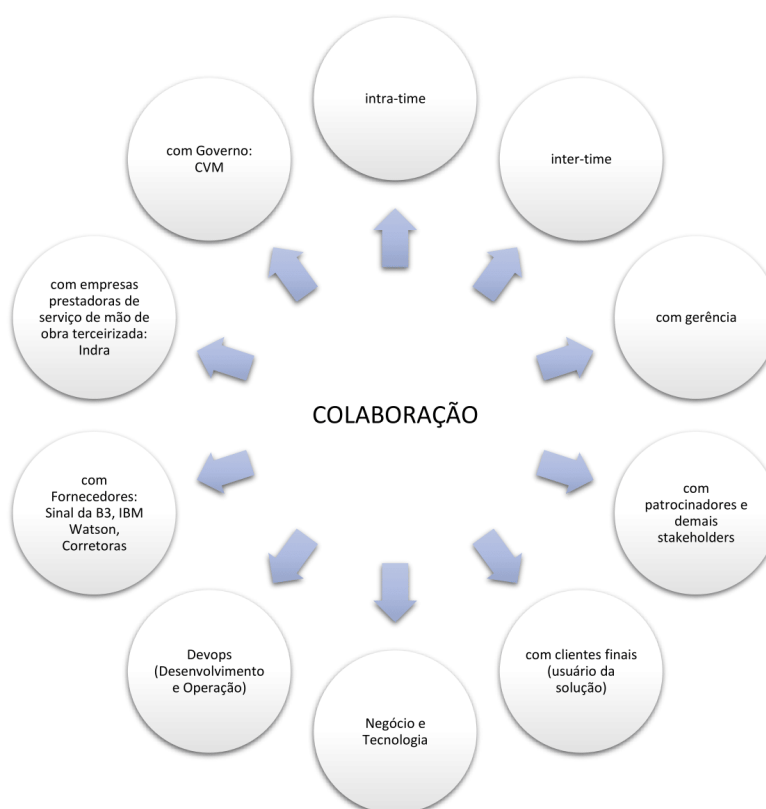 intra-time
inter-time
com gerência
com
patrocinadores e
demais
stakeholders
com clientes finais
(usuário da
solução)
Negócio e
Tecnologia
Devops
(Desenvolvimento
e Operação)
com
Fornecedores:
Sinal da B3, IBM
Watson,
Corretoras
com empresas
prestadoras de
serviço de mão de
obra terceirizada:
Indra
com Governo:
CVM
COLABORAÇÃO